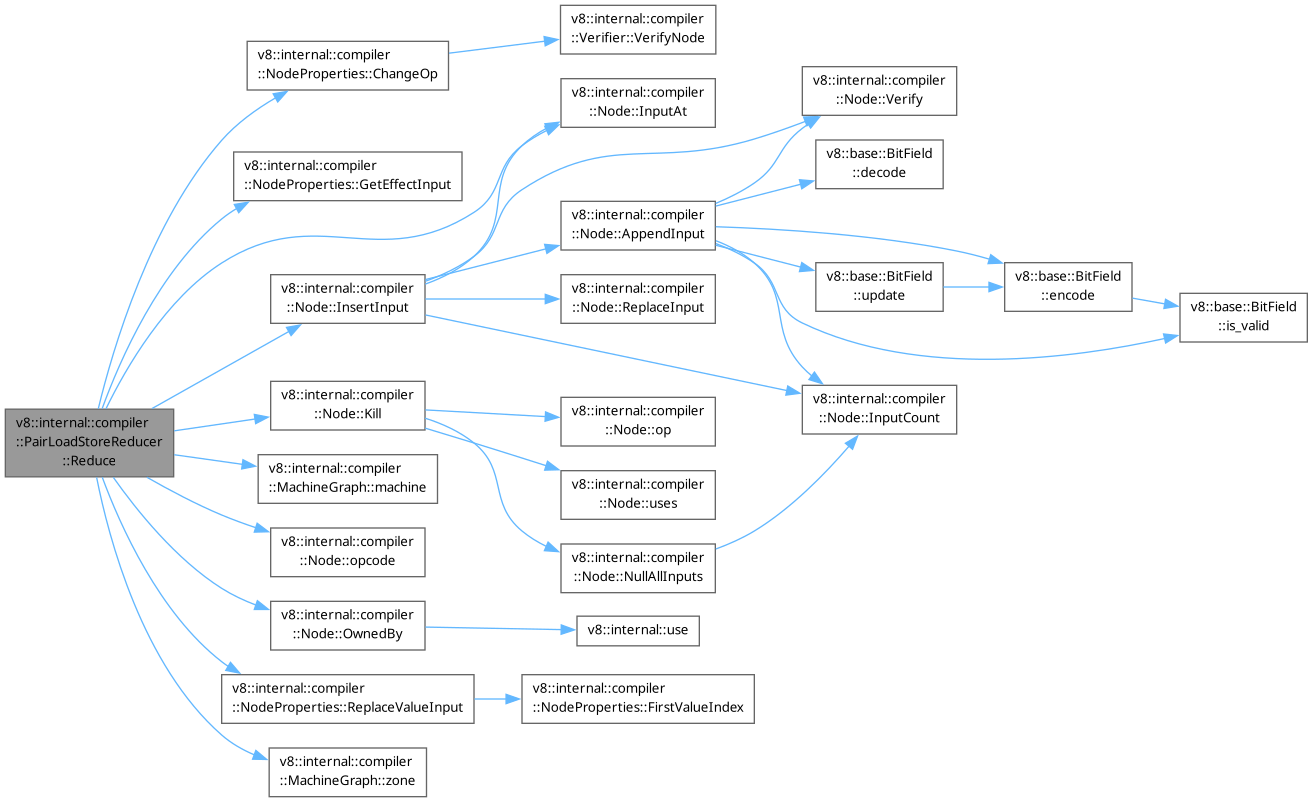 v8::internal::compiler
::PairLoadStoreReducer
::Reduce
v8::internal::compiler
::NodeProperties::ChangeOp
v8::internal::compiler
::NodeProperties::GetEffectInput
v8::internal::compiler
::Node::InsertInput
v8::internal::compiler
::Node::Kill
v8::internal::compiler
::MachineGraph::machine
v8::internal::compiler
::Node::opcode
v8::internal::compiler
::Node::OwnedBy
v8::internal::compiler
::NodeProperties::ReplaceValueInput
v8::internal::compiler
::MachineGraph::zone
v8::internal::compiler
::Verifier::VerifyNode
v8::internal::compiler
::Node::InputAt
v8::internal::compiler
::Node::AppendInput
v8::internal::compiler
::Node::ReplaceInput
v8::internal::compiler
::Node::op
v8::internal::compiler
::Node::uses
v8::internal::compiler
::Node::NullAllInputs
v8::internal::use
v8::internal::compiler
::NodeProperties::FirstValueIndex
v8::internal::compiler
::Node::Verify
v8::base::BitField
::decode
v8::base::BitField
::update
v8::internal::compiler
::Node::InputCount
v8::base::BitField
::encode
v8::base::BitField
::is_valid